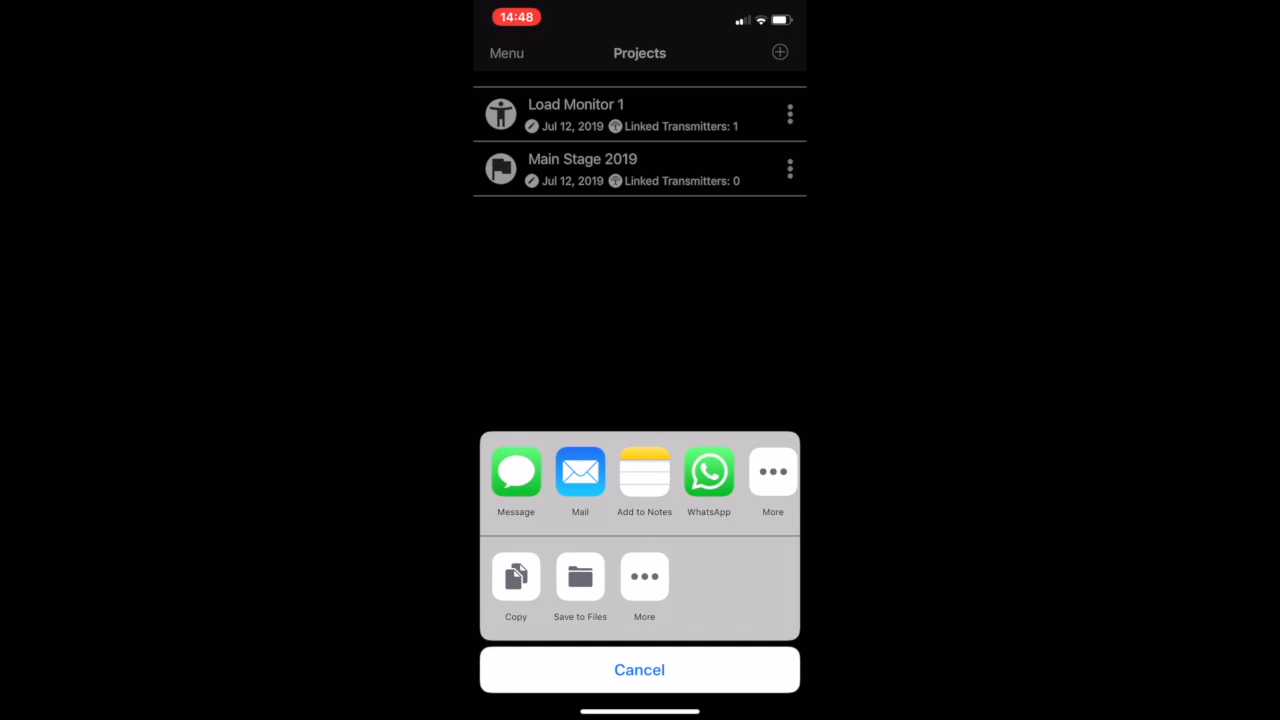 14:48
Menu Projects
Load Monitor 1
Jul 12, 2019 Linked Transmitters: 1
Main Stage 2019
Jul 12, 2019 Linked Transmitters: 0
Message Mail Add to Notes WhatsApp More
Copy Save to Files More
Cancel